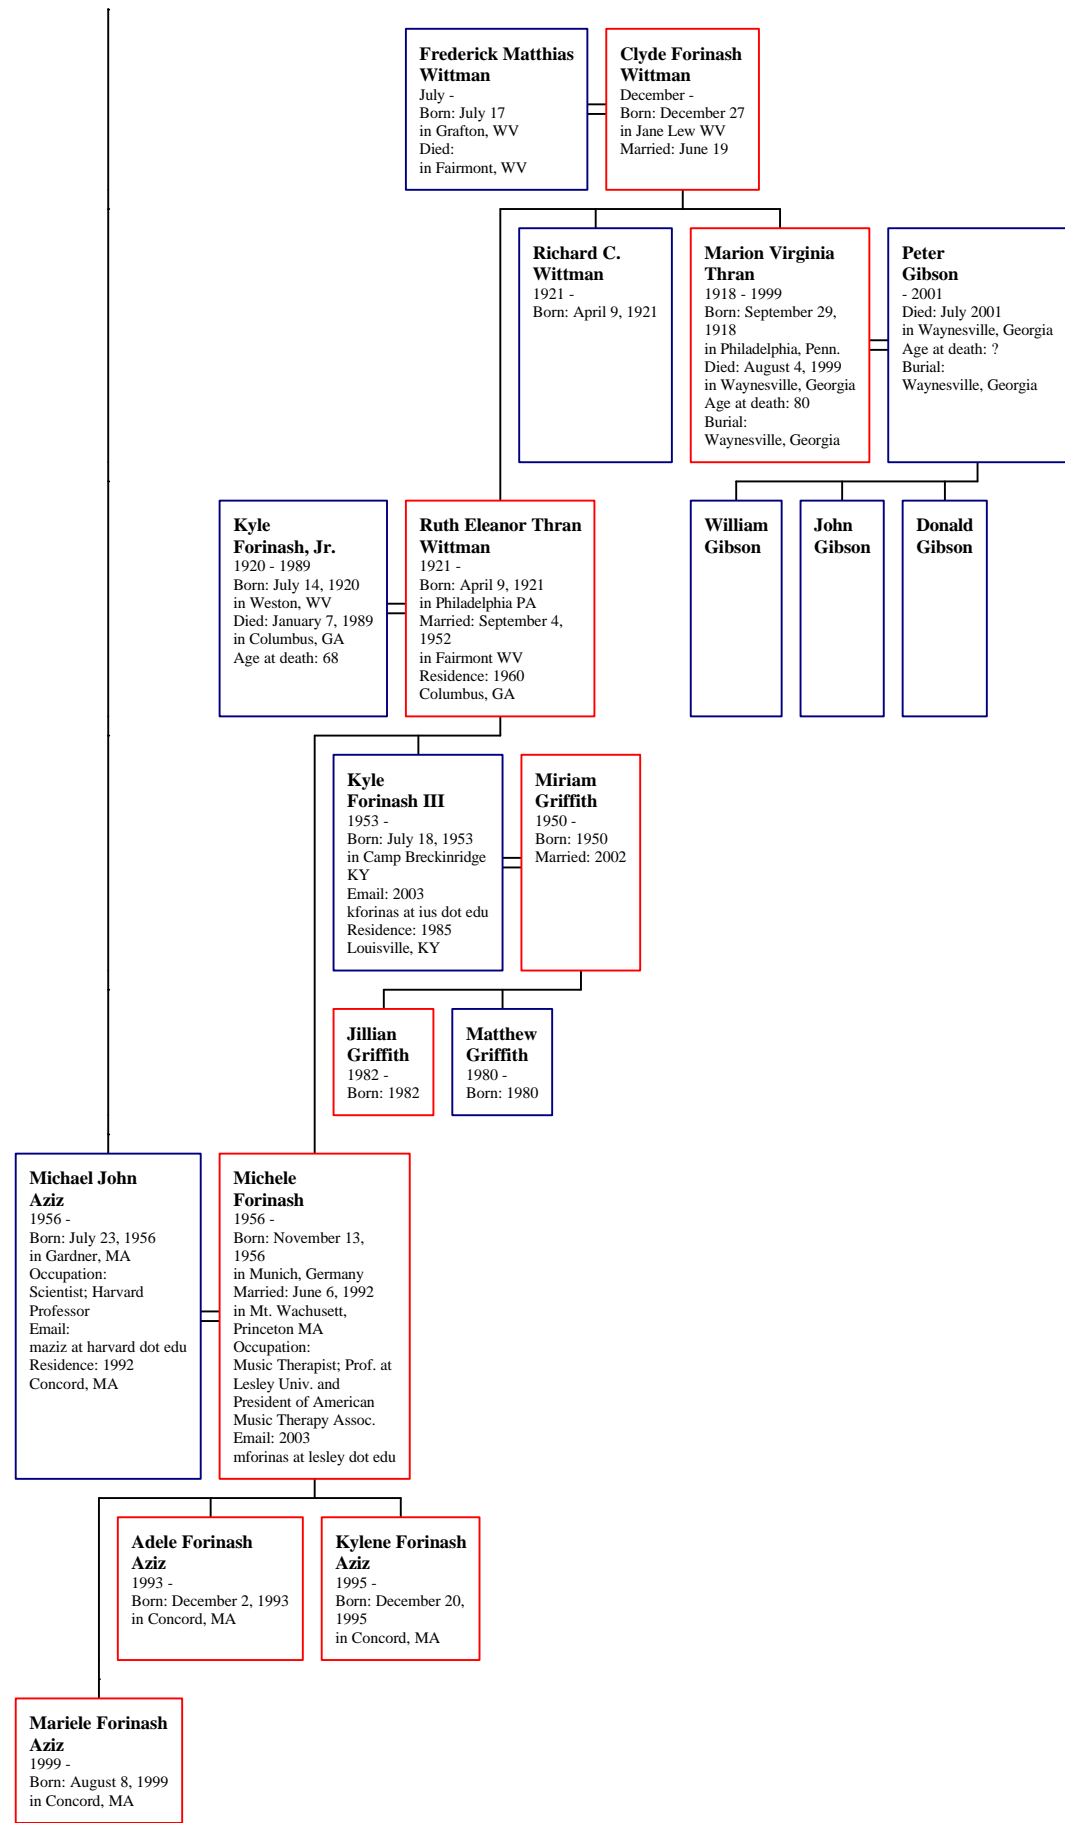 Frederick Matthias
Wittman
July -
Born: July 17
in Grafton, WV
Died:
in Fairmont, WV
Clyde Forinash
Wittman
December -
Born: December 27
in Jane Lew WV
Married: June 19
Richard C.
Wittman
1921 -
Born: April 9, 1921
Marion Virginia
Thran
1918 - 1999
Born: September 29,
1918
in Philadelphia, Penn.
Died: August 4, 1999
in Waynesville, Georgia
Age at death: 80
Burial:
Waynesville, Georgia
Peter
Gibson
- 2001
Died: July 2001
in Waynesville, Georgia
Age at death: ?
Burial:
Waynesville, Georgia
Kyle
Forinash, Jr.
1920 - 1989
Born: July 14, 1920
in Weston, WV
Died: January 7, 1989
in Columbus, GA
Age at death: 68
Ruth Eleanor Thran
Wittman
1921 -
Born: April 9, 1921
in Philadelphia PA
Married: September 4,
1952
in Fairmont WV
Residence: 1960
Columbus, GA
William
Gibson
John
Gibson
Donald
Gibson
Kyle
Forinash III
1953 -
Born: July 18, 1953
in Camp Breckinridge
KY
Email: 2003
kforinas at ius dot edu
Residence: 1985
Louisville, KY
Miriam
Griffith
1950 -
Born: 1950
Married: 2002
Jillian
Griffith
1982 -
Born: 1982
Matthew
Griffith
1980 -
Born: 1980
Michael John
Aziz
1956 -
Born: July 23, 1956
in Gardner, MA
Occupation:
Scientist; Harvard
Professor
Email:
maziz at harvard dot edu
Residence: 1992
Concord, MA
Michele
Forinash
1956 -
Born: November 13,
1956
in Munich, Germany
Married: June 6, 1992
in Mt. Wachusett,
Princeton MA
Occupation:
Music Therapist; Prof. at
Lesley Univ. and
President of American
Music Therapy Assoc.
Email: 2003
mforinas at lesley dot edu
Adele Forinash
Aziz
1993 -
Born: December 2, 1993
in Concord, MA
Kylene Forinash
Aziz
1995 -
Born: December 20,
1995
in Concord, MA
Mariele Forinash
Aziz
1999 -
Born: August 8, 1999
in Concord, MA